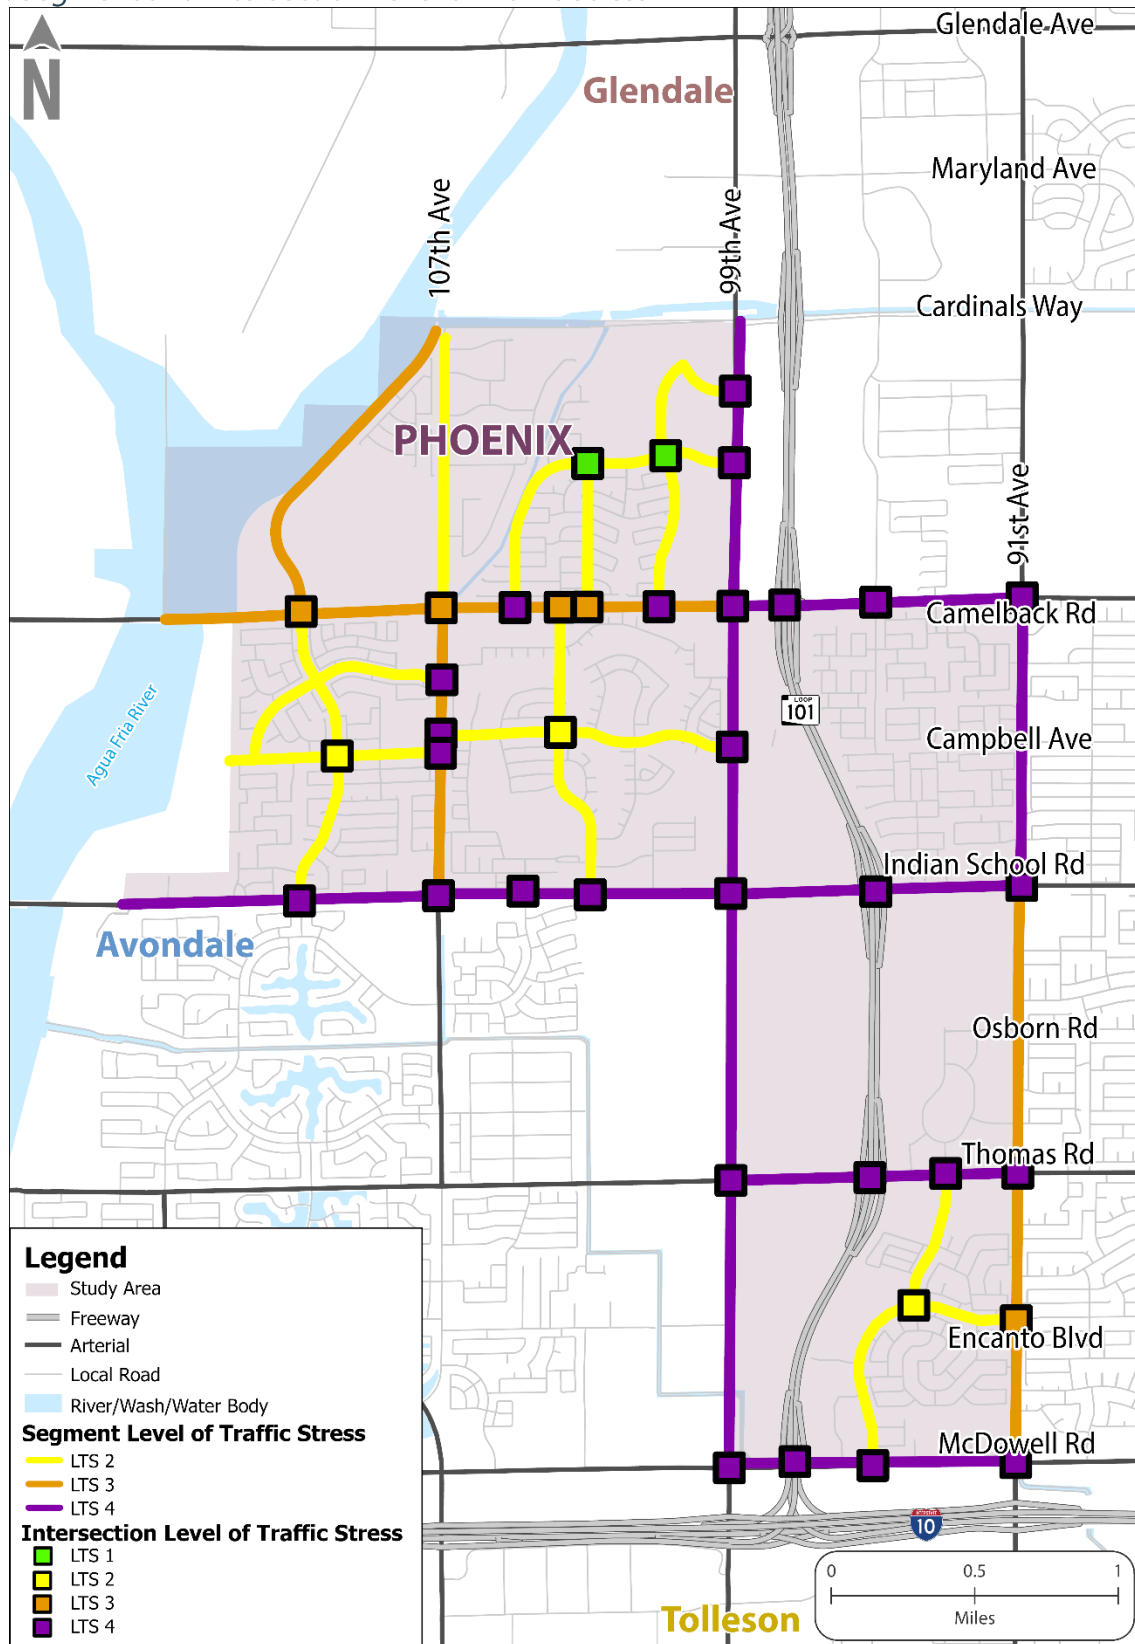 Glendale Ave
N
Glendale
Maryland Ave
107th Ave
99th Ave
Cardinals Way
PHOENIX
91st Ave
Camelback Rd
Agua Fria River
LOOP
101
Campbell Ave
Indian School Rd
Avondale
Osborn Rd
Thomas Rd
Encanto Blvd
McDowell Rd
Legend
Study Area
Freeway
Arterial
Local Road
River/Wash/Water Body
Segment Level of Traffic Stress
LTS 2
LTS 3
LTS 4
Intersection Level of Traffic Stress
LTS 1
LTS 2
LTS 3
LTS 4
10
0 0.5 1
Miles
Tolleson